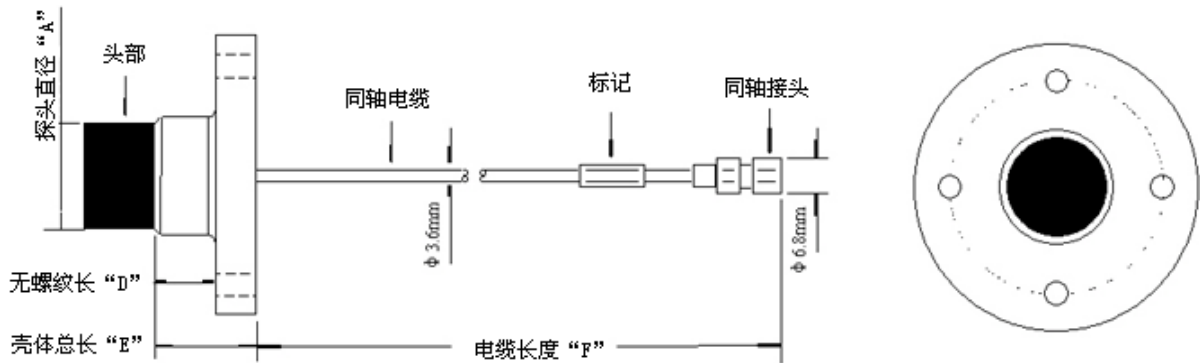 探头直径 “A”
头部
同轴电缆
标记
同轴接头
Φ 3.6mm
Φ 6.8mm
无螺纹长 “D”
壳体总长 “E”
电缆长度 “F”